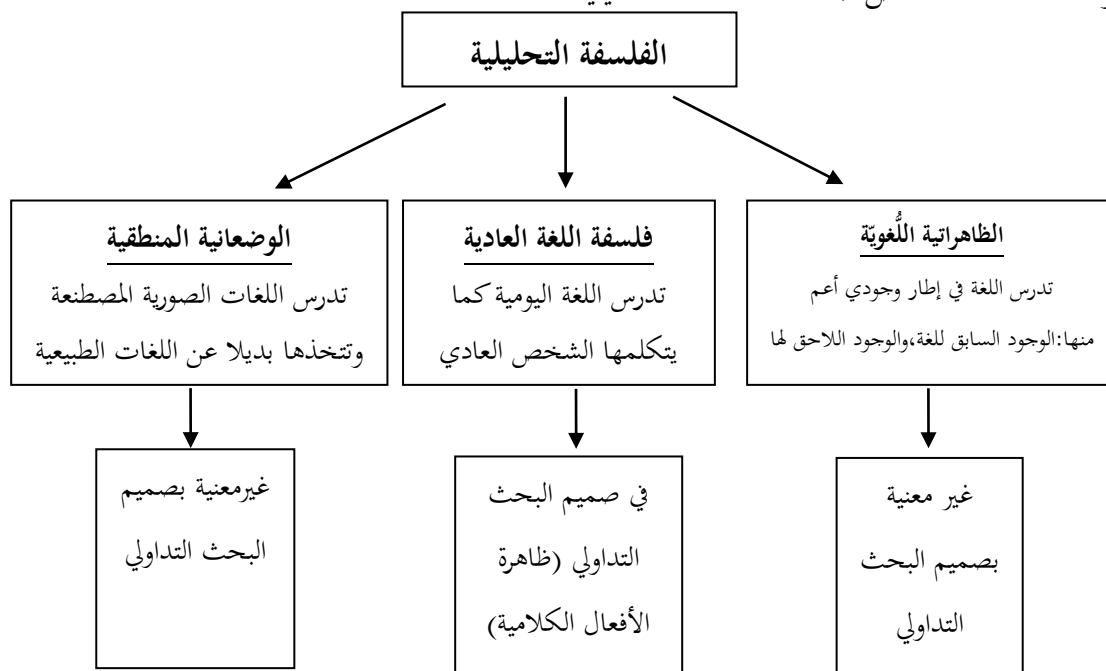 الفلسفة التحليلية
الظاهراتية اللُّغويّة
تدرس اللغة في إطار وجودي أعم
منها:الوجود السابق للغة،والوجود اللاحق لها
فلسفة اللغة العادية
تدرس اللغة اليومية كما
يتكلمها الشخص العادي
الوضعانية المنطقية
تدرس اللغات الصورية المصطنعة
وتتخذها بديلا عن اللغات الطبيعية
غير معنية
بصميم البحث
التداولي
في صميم البحث
التداولي (ظاهرة
الأفعال الكلامية)
غيرمعنية بصميم
البحث التداولي